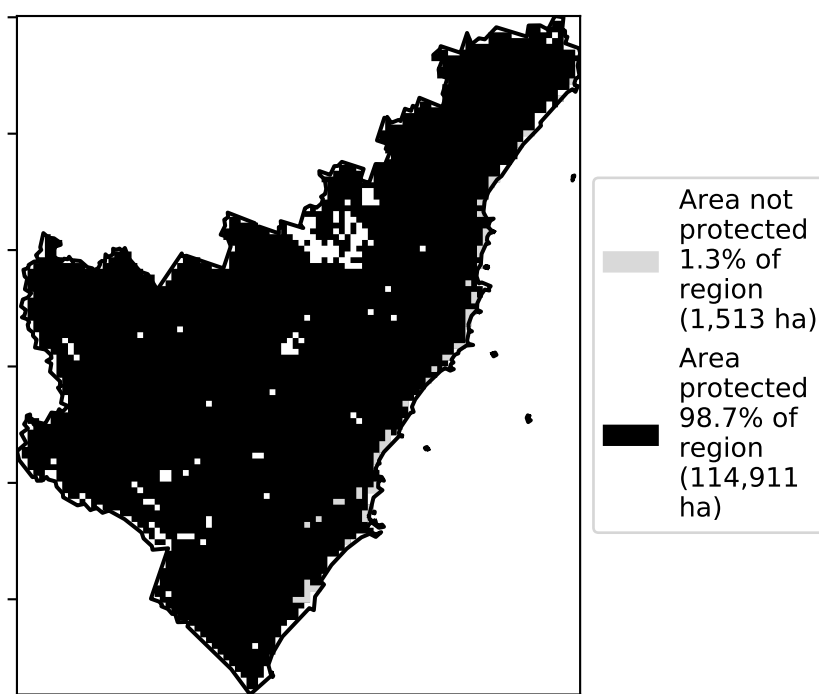 Area not
protected
1.3% of
region
(1,513 ha)
Area
protected
98.7% of
region
(114,911
ha)